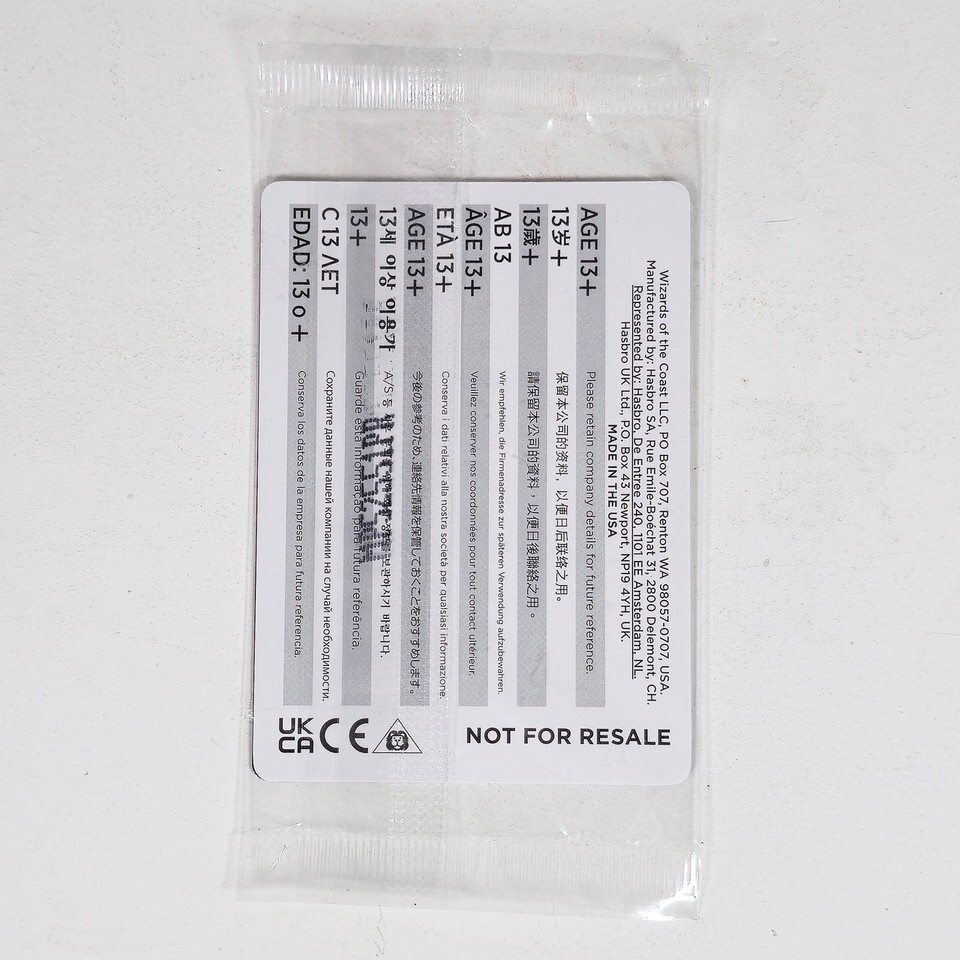 Wizards of the Coast LLC, PO Box 707, Renton WA 98057-0707, USA.
Manufactured by: Hasbro SA, Rue Emile-Boéchat 31, 2800 Delemont, CH.
Represented by: Hasbro, De Entree 240, 1101 EE Amsterdam, NL.
Hasbro UK Ltd., P.O. Box 43 Newport, NP19 4YH, UK.
MADE IN THE USA
AGE 13+ Please retain company details for future reference.
13岁+ 保留本公司的资料，以便日后联络之用。
13歲+ 請保留本公司的資料，以便日後聯絡之用。
AB 13 Wir empfehlen, die Firmenadresse zur späteren Verwendung aufzubewahren.
ÂGE 13+ Veuillez conserver nos coordonnées pour tout contact ultérieur.
ETÀ 13+ Conserva i dati relativi alla nostra società per qualsiasi informazione.
AGE 13+ 今後の参考のため、連絡先情報を保管しておくことをおすすめします。
13세 이상 이용가 A/S 등 보관하시기 바랍니다.
13+ Guarde esta informação para futura referência.
С 13 ЛЕТ Сохраните данные нашей компании на случай необходимости.
EDAD: 13 o + Conserva los datos de la empresa para futura referencia.
NOT FOR RESALE
CE
UK
CA